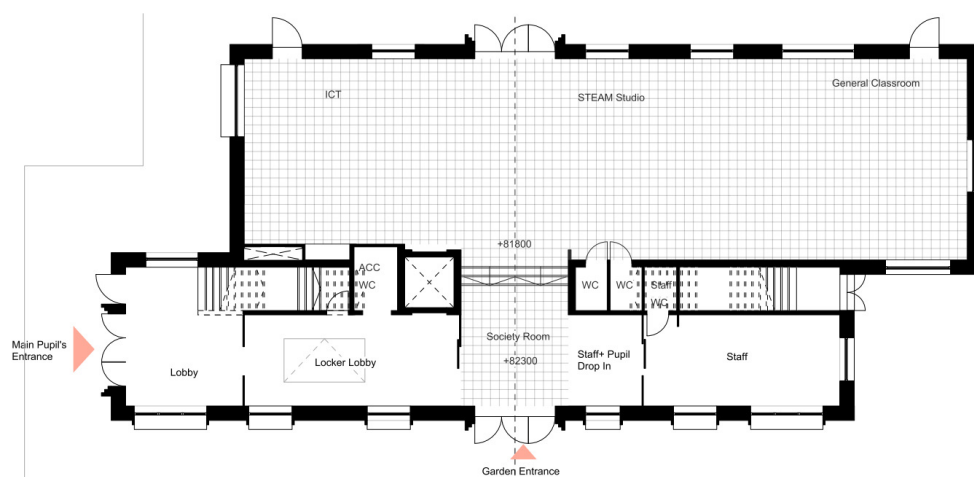 ICT
STEAM Studio
General Classroom
+81800
ACC
WC
WC
WC
Staff
WC
Society Room
+82300
Main Pupil's
Entrance
Lobby
Locker Lobby
Staff+ Pupil
Drop In
Staff
Garden Entrance